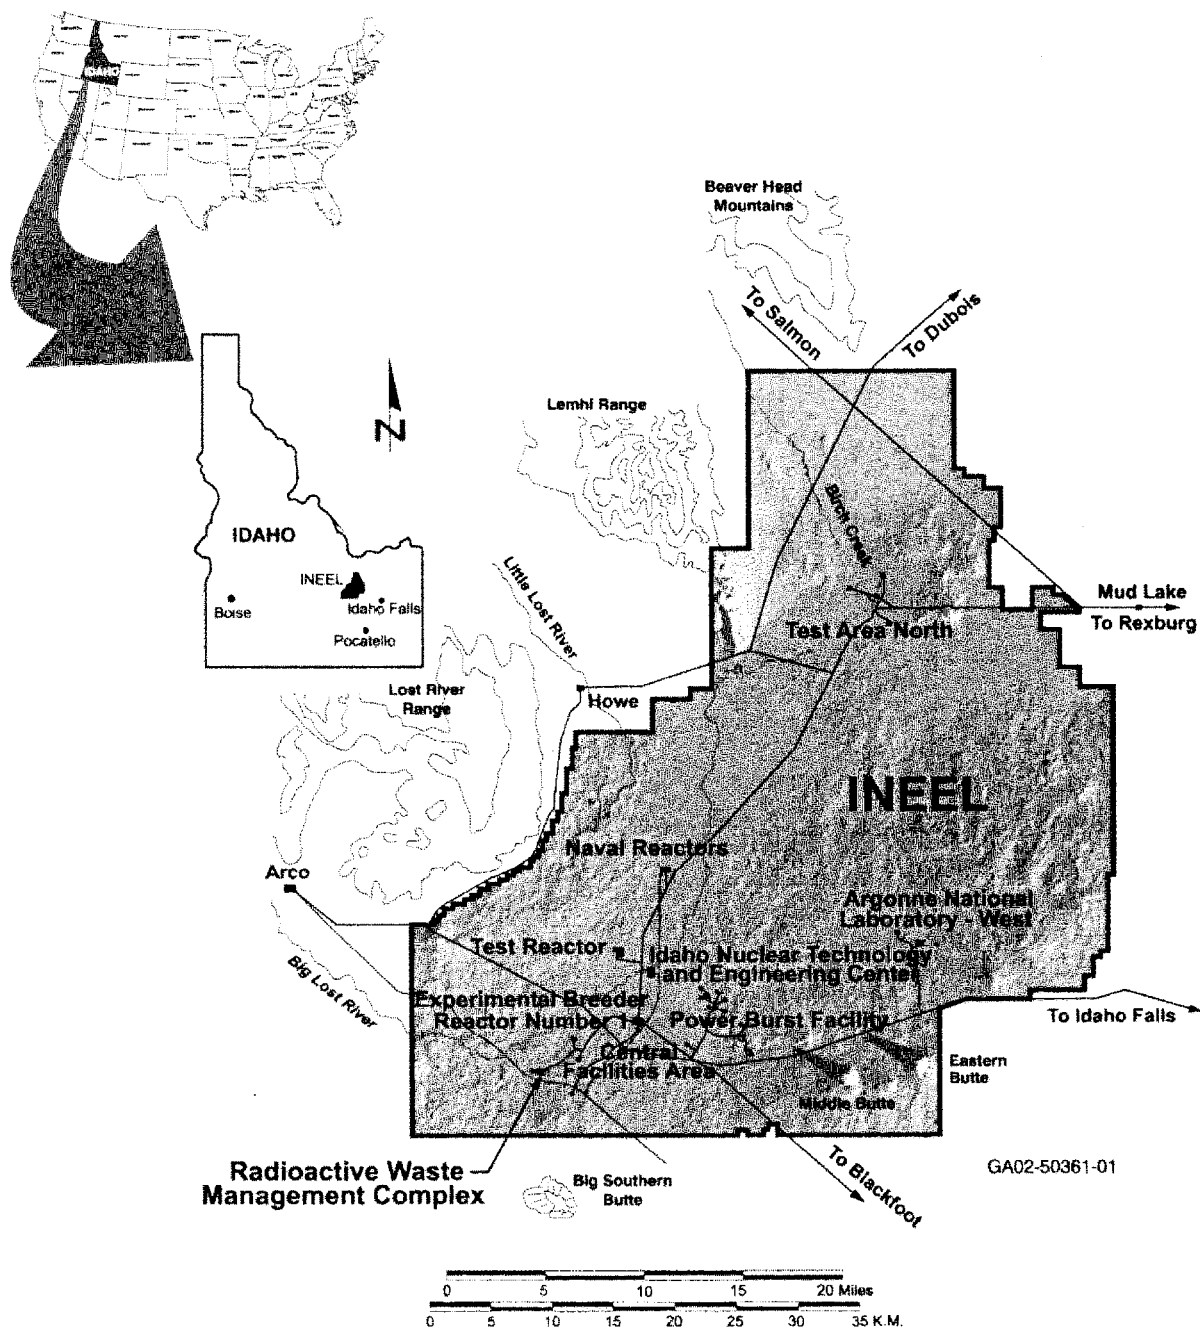 Beaver Head
Mountains
To Salmon
To Dubois
Lemhi Range
N
IDAHO
INEEL
Boise
Idaho Falls
Pocatello
Birch Creek
Little Lost River
Mud Lake
To Rexburg
Test Area North
Lost River
Range
Howe
INEEL
Naval Reactors
Arco
Argonne National
Laboratory - West
Test Reactor
Idaho Nuclear Technology
and Engineering Center
Big Lost River
Experimental Breeder
Reactor Number 1
Power Burst Facility
To Idaho Falls
Central
Facilities Area
Eastern
Butte
Middle Butte
Radioactive Waste
Management Complex
Big Southern
Butte
To Blackfoot
GA02-50361-01
0 5 10 15 20 Miles
0 5 10 15 20 25 30 35 K.M.